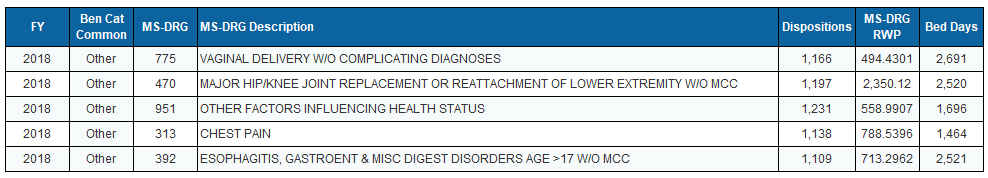 FY Ben Cat Common MS-DRG MS-DRG Description Dispositions MS-DRG RWP Bed Days
2018 Other 775 VAGINAL DELIVERY W/O COMPLICATING DIAGNOSES 1,166 494.4301 2,691
2018 Other 470 MAJOR HIP/KNEE JOINT REPLACEMENT OR REATTACHMENT OF LOWER EXTREMITY W/O MCC 1,197 2,350.12 2,520
2018 Other 951 OTHER FACTORS INFLUENCING HEALTH STATUS 1,231 558.9907 1,696
2018 Other 313 CHEST PAIN 1,138 788.5396 1,464
2018 Other 392 ESOPHAGITIS, GASTROENT & MISC DIGEST DISORDERS AGE >17 W/O MCC 1,109 713.2962 2,521